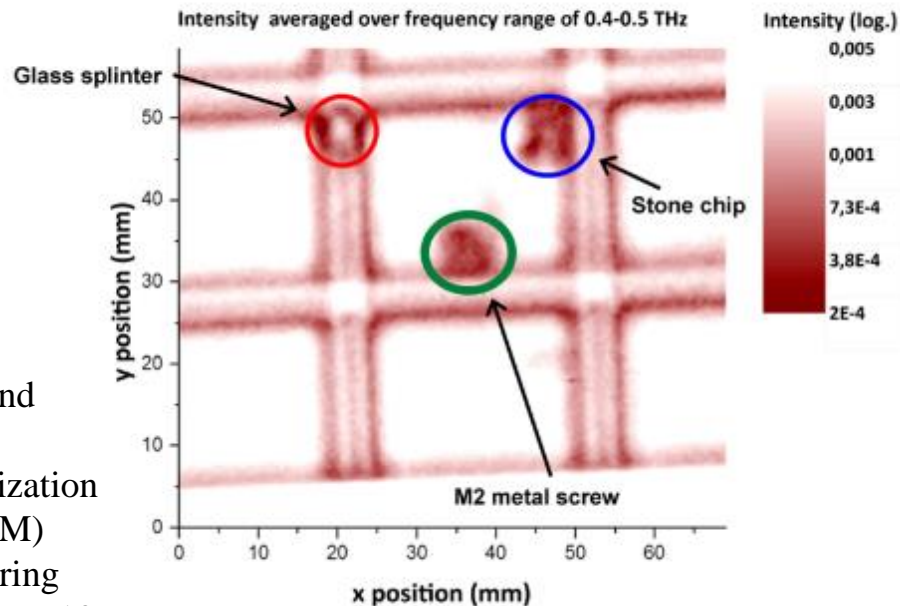 Intensity averaged over frequency range of 0.4-0.5 THz
Intensity (log.)
0,005
0,003
0,001
7,3E-4
3,8E-4
2E-4
Glass splinter
Stone chip
M2 metal screw
y position (mm)
50
40
30
20
10
0
0 10 20 30 40 50 60
x position (mm)
nd
ization
M)
ring